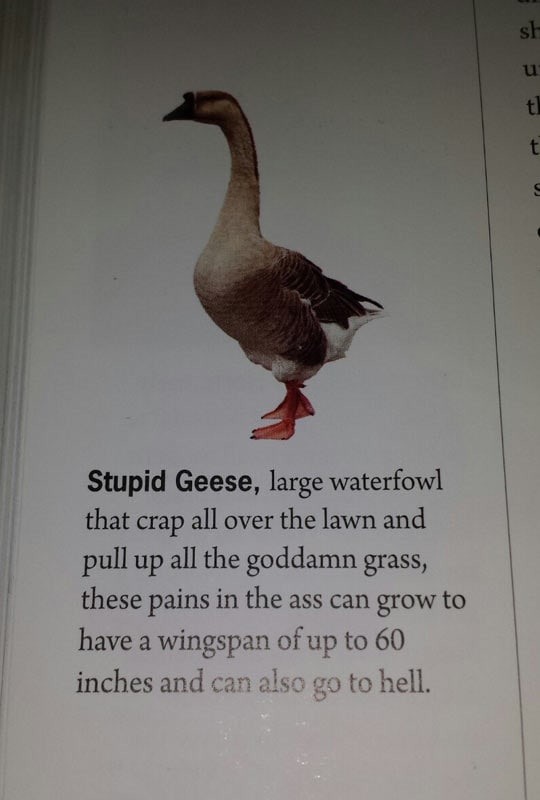 Stupid Geese, large waterfowl
that crap all over the lawn and
pull up all the goddamn grass,
these pains in the ass can grow to
have a wingspan of up to 60
inches and can also go to hell.